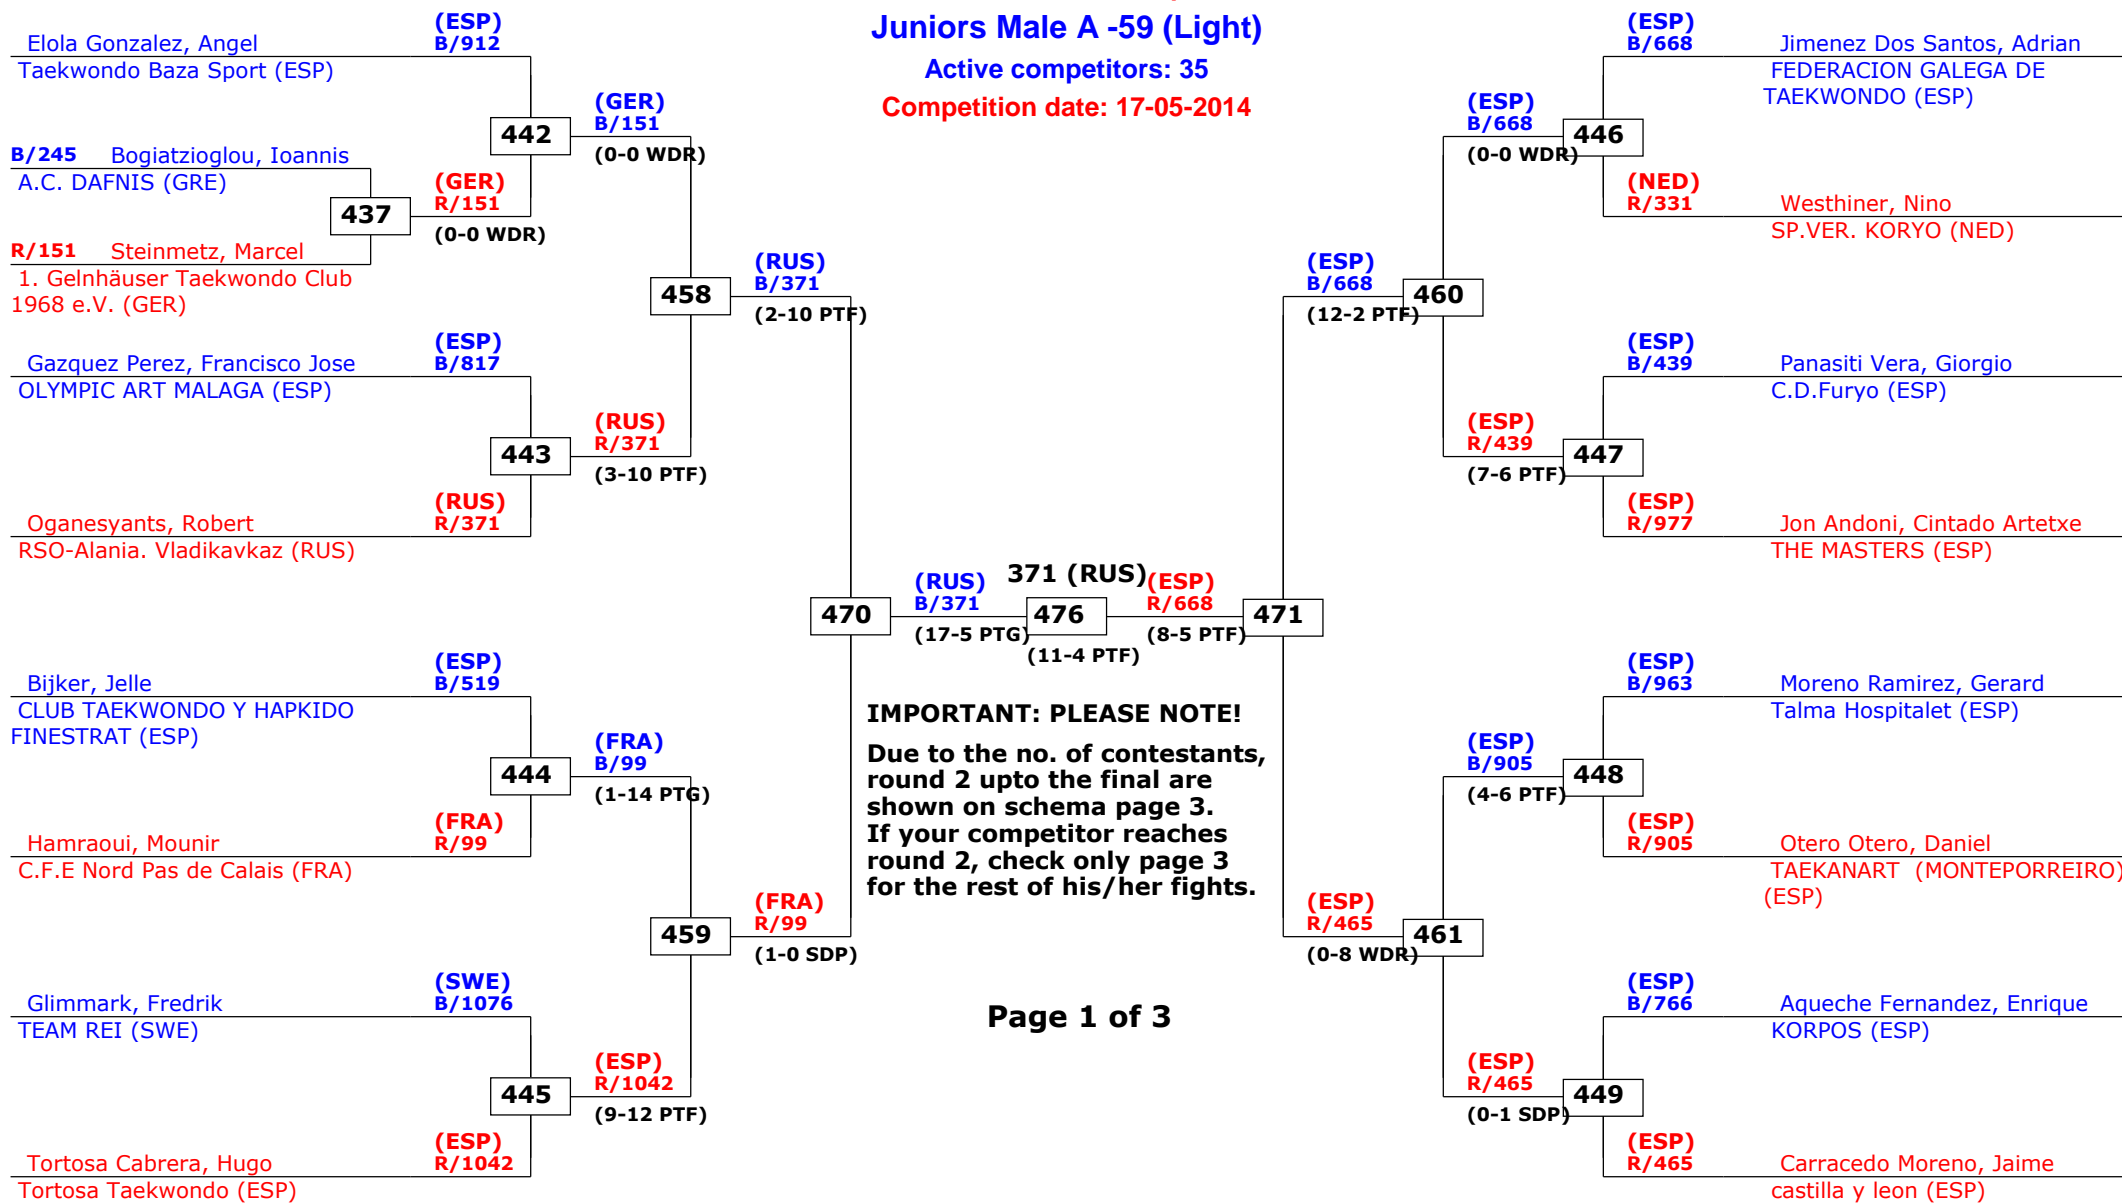 Juniors Male A -59 (Light)
Active competitors: 35
Competition date: 17-05-2014
(ESP)
Elola Gonzalez, Angel B/912
Taekwondo Baza Sport (ESP)
442
(GER)
B/151
(0-0 WDR)
B/245 Bogiatzioglou, Ioannis
A.C. DAFNIS (GRE)
437
(GER)
R/151
(0-0 WDR)
R/151 Steinmetz, Marcel
1. Gelnhäuser Taekwondo Club
1968 e.V. (GER)
458
(RUS)
B/371
(2-10 PTF)
(ESP)
Gazquez Perez, Francisco Jose B/817
OLYMPIC ART MALAGA (ESP)
443
(RUS)
R/371
(3-10 PTF)
(RUS)
Oganesyants, Robert R/371
RSO-Alania. Vladikavkaz (RUS)
470
(RUS)
B/371
(17-5 PTG)
371 (RUS)
476
(11-4 PTF)
(ESP)
R/668
(8-5 PTF)
471
(ESP)
Bijker, Jelle B/519
CLUB TAEKWONDO Y HAPKIDO
FINESTRAT (ESP)
444
(FRA)
B/99
(1-14 PTG)
(FRA)
Hamraoui, Mounir R/99
C.F.E Nord Pas de Calais (FRA)
459
(FRA)
R/99
(1-0 SDP)
(SWE)
Glimmark, Fredrik B/1076
TEAM REI (SWE)
445
(ESP)
R/1042
(9-12 PTF)
(ESP)
Tortosa Cabrera, Hugo R/1042
Tortosa Taekwondo (ESP)
IMPORTANT: PLEASE NOTE!
Due to the no. of contestants,
round 2 upto the final are
shown on schema page 3.
If your competitor reaches
round 2, check only page 3
for the rest of his/her fights.
Page 1 of 3
(ESP)
B/668 Jimenez Dos Santos, Adrian
FEDERACION GALEGA DE
TAEKWONDO (ESP)
(ESP)
B/668
(0-0 WDR)
446
(NED)
R/331 Westhiner, Nino
SP.VER. KORYO (NED)
(ESP)
B/668
(12-2 PTF)
460
(ESP)
B/439 Panasiti Vera, Giorgio
C.D.Furyo (ESP)
(ESP)
R/439
(7-6 PTF)
447
(ESP)
R/977 Jon Andoni, Cintado Artetxe
THE MASTERS (ESP)
(ESP)
B/963 Moreno Ramirez, Gerard
Talma Hospitalet (ESP)
(ESP)
B/905
(4-6 PTF)
448
(ESP)
R/905 Otero Otero, Daniel
TAEKANART (MONTEPORREIRO)
(ESP)
(ESP)
R/465
(0-8 WDR)
461
(ESP)
B/766 Aqueche Fernandez, Enrique
KORPOS (ESP)
(ESP)
R/465
(0-1 SDP)
449
(ESP)
R/465 Carracedo Moreno, Jaime
castilla y leon (ESP)